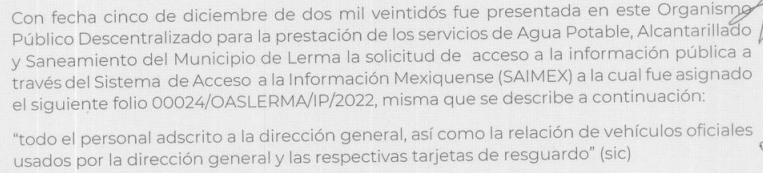 Con fecha cinco de diciembre de dos mil veintidós fue presentada en este Organismo
Público Descentralizado para la prestación de los servicios de Agua Potable, Alcantarillado
y Saneamiento del Municipio de Lerma la solicitud de acceso a la información pública a
través del Sistema de Acceso a la Información Mexiquense (SAIMEX) a la cual fue asignado
el siguiente folio 00024/OASLERMA/IP/2022, misma que se describe a continuación:
"todo el personal adscrito a la dirección general, así como la relación de vehículos oficiales
usados por la dirección general y las respectivas tarjetas de resguardo" (sic)